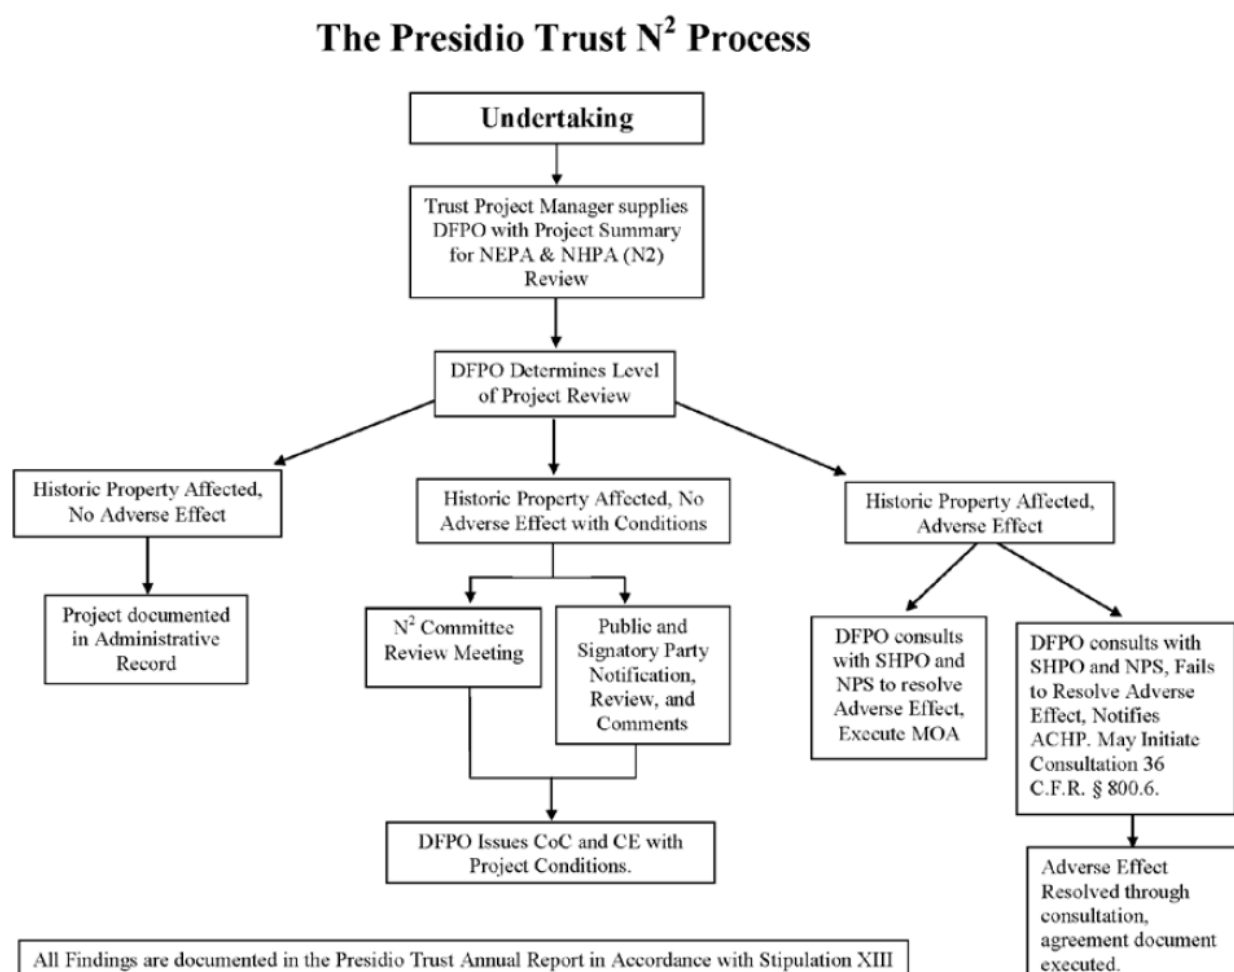 The Presidio Trust N² Process
Undertaking
Trust Project Manager supplies
DFPO with Project Summary
for NEPA & NHPA (N2)
Review
DFPO Determines Level
of Project Review
Historic Property Affected,
No Adverse Effect
Project documented
in Administrative
Record
Historic Property Affected, No
Adverse Effect with Conditions
N² Committee
Review Meeting
Public and
Signatory Party
Notification,
Review, and
Comments
DFPO Issues CoC and CE with
Project Conditions.
Historic Property Affected,
Adverse Effect
DFPO consults
with SHPO and
NPS to resolve
Adverse Effect,
Execute MOA
DFPO consults with
SHPO and NPS, Fails
to Resolve Adverse
Effect, Notifies
ACHP. May Initiate
Consultation 36
C.F.R. § 800.6.
Adverse Effect
Resolved through
consultation,
agreement document
executed.
All Findings are documented in the Presidio Trust Annual Report in Accordance with Stipulation XIII